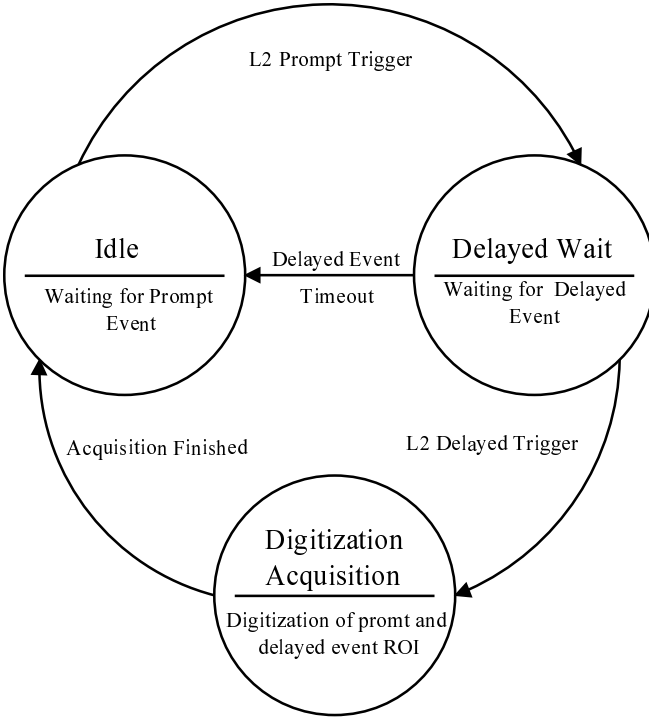 L2 Prompt Trigger
Idle
Waiting for Prompt
Event
Delayed Event
Timeout
Delayed Wait
Waiting for Delayed
Event
Acquisition Finished
L2 Delayed Trigger
Digitization
Acquisition
Digitization of promt and
delayed event ROI